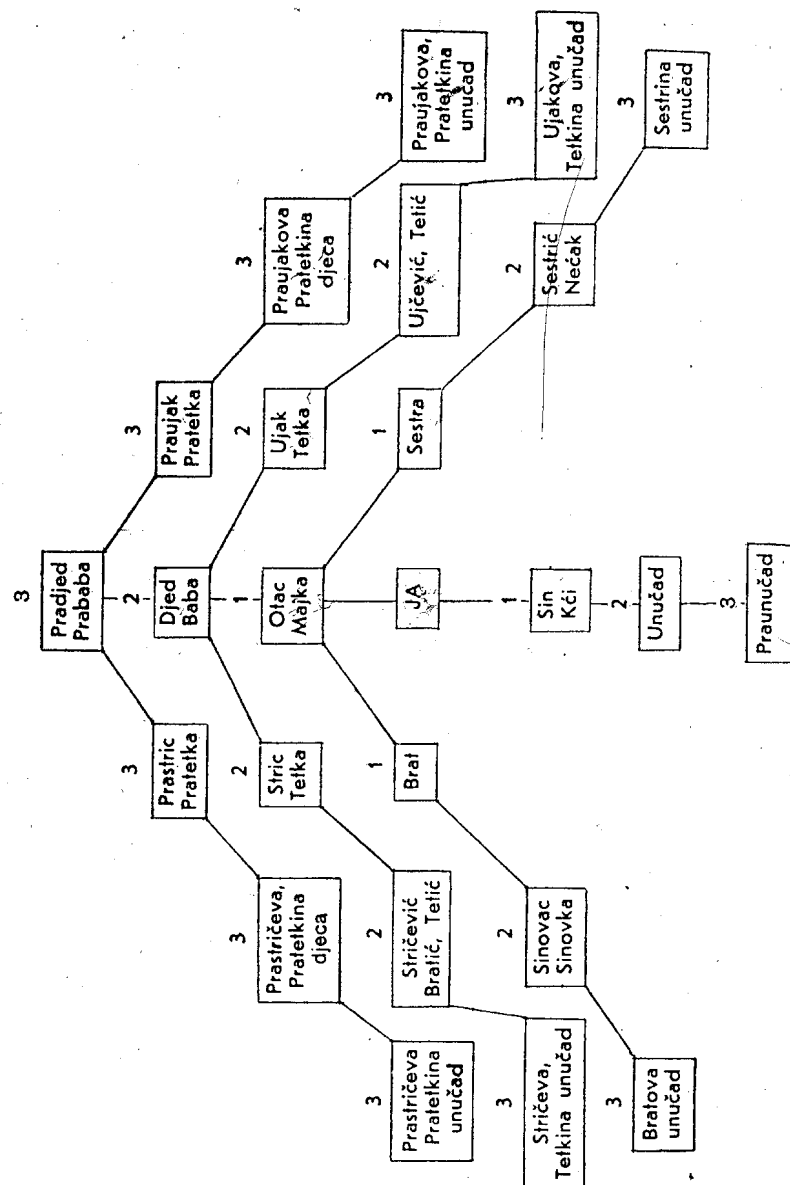 3
Pradjed
Prababa
3
Prastric
Pratetka
2
Djed
Baba
3
Praujak
Pratetka
3
Prastričeva,
Pratetkina
djeca
2
Stric
Tetka
1
Otac
Majka
2
Ujak
Tetka
3
Praujakova
Pratetkina
djeca
3
Prastričeva
Pratetkina
unučad
2
Stričević
Bratić, Tetić
1
Brat
JA
1
Sestra
2
Ujčević, Tetić
3
Praujakova,
Pratetkina
unučad
3
Stričeva,
Tetkina unučad
2
Sinovac
Sinovka
1
Sin
Kći
2
Sestrić
Nećak
3
Ujakova,
Tetkina unučad
3
Bratova
unučad
2
Unučad
3
Sestrina
unučad
3
Praunučad